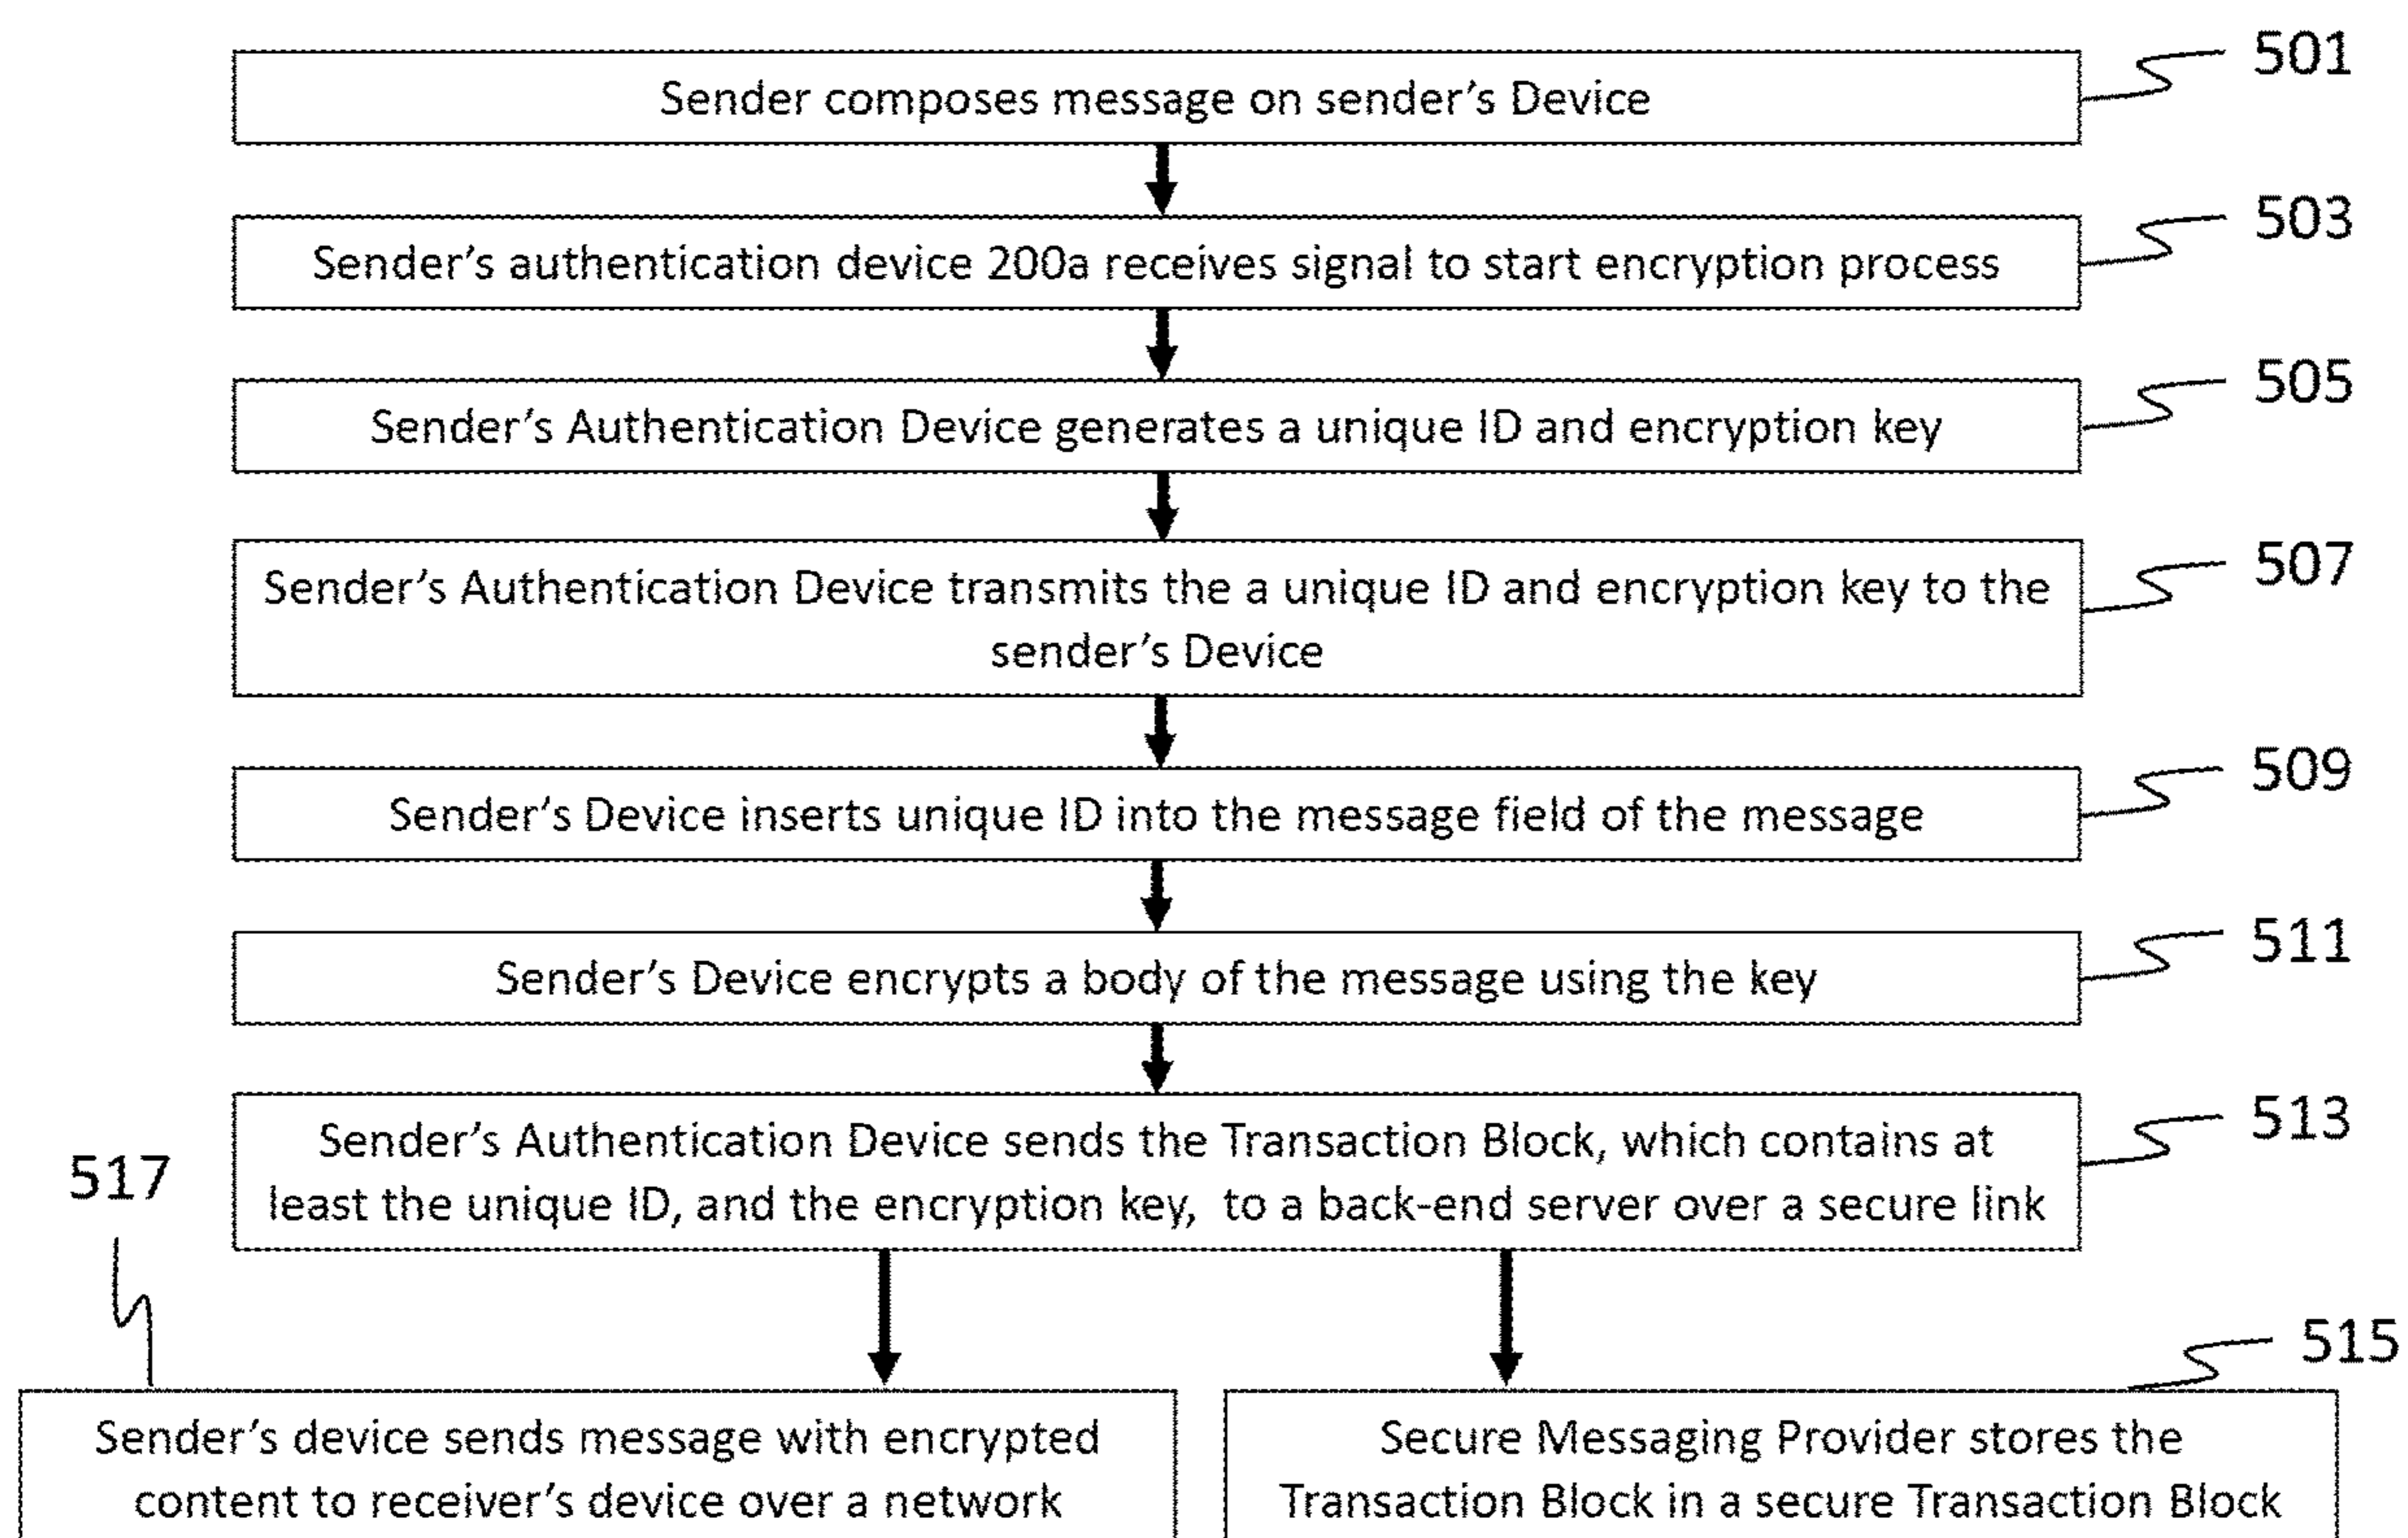 501
Sender composes message on sender's Device
503
Sender's authentication device 200a receives signal to start encryption process
505
Sender's Authentication Device generates a unique ID and encryption key
507
Sender's Authentication Device transmits the a unique ID and encryption key to the
sender's Device
509
Sender's Device inserts unique ID into the message field of the message
511
Sender's Device encrypts a body of the message using the key
513
Sender's Authentication Device sends the Transaction Block, which contains at
least the unique ID, and the encryption key, to a back-end server over a secure link
517
515
Sender's device sends message with encrypted
content to receiver's device over a network
Secure Messaging Provider stores the
Transaction Block in a secure Transaction Block